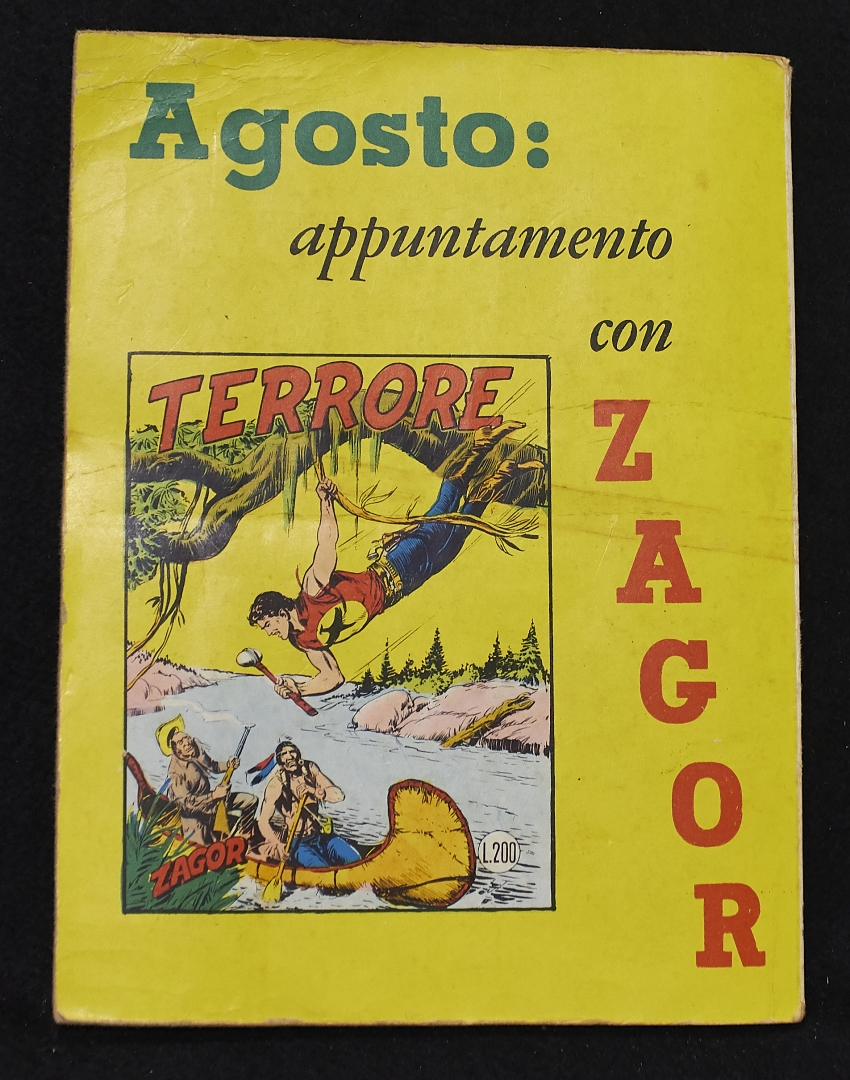 Agosto:
appuntamento
con
ZAGOR
TERRORE
ZAGOR
L.200